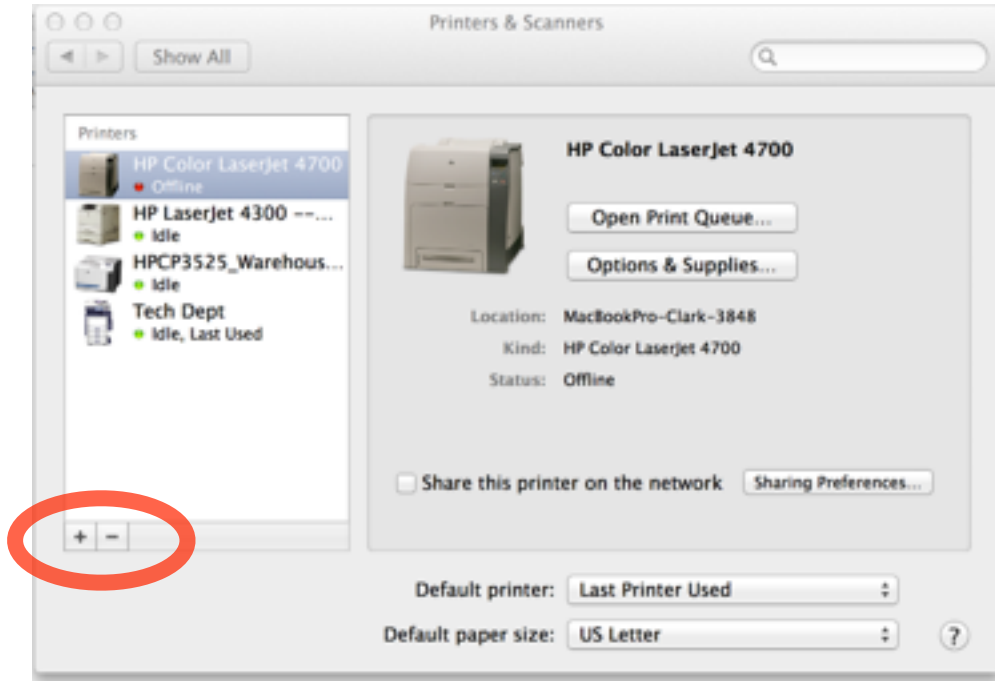 Printers & Scanners
Show All
Printers
HP Color LaserJet 4700
Offline
HP LaserJet 4300 --...
Idle
HPCP3525_Warehous...
Idle
Tech Dept
Idle, Last Used
HP Color LaserJet 4700
Open Print Queue...
Options & Supplies...
Location: MacBookPro-Clark-3848
Kind: HP Color LaserJet 4700
Status: Offline
Share this printer on the network Sharing Preferences...
+ −
Default printer: Last Printer Used
Default paper size: US Letter ?